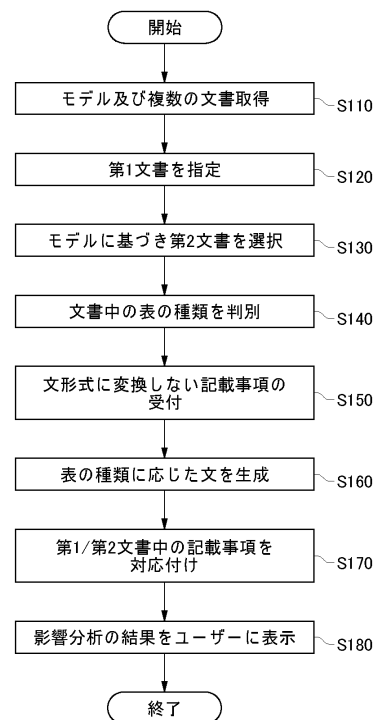 開始
モデル及び複数の文書取得
S110
第1文書を指定
S120
モデルに基づき第2文書を選択
S130
文書中の表の種類を判別
S140
文形式に変換しない記載事項の
受付
S150
表の種類に応じた文を生成
S160
第1/第2文書中の記載事項を
対応付け
S170
影響分析の結果をユーザーに表示
S180
終了